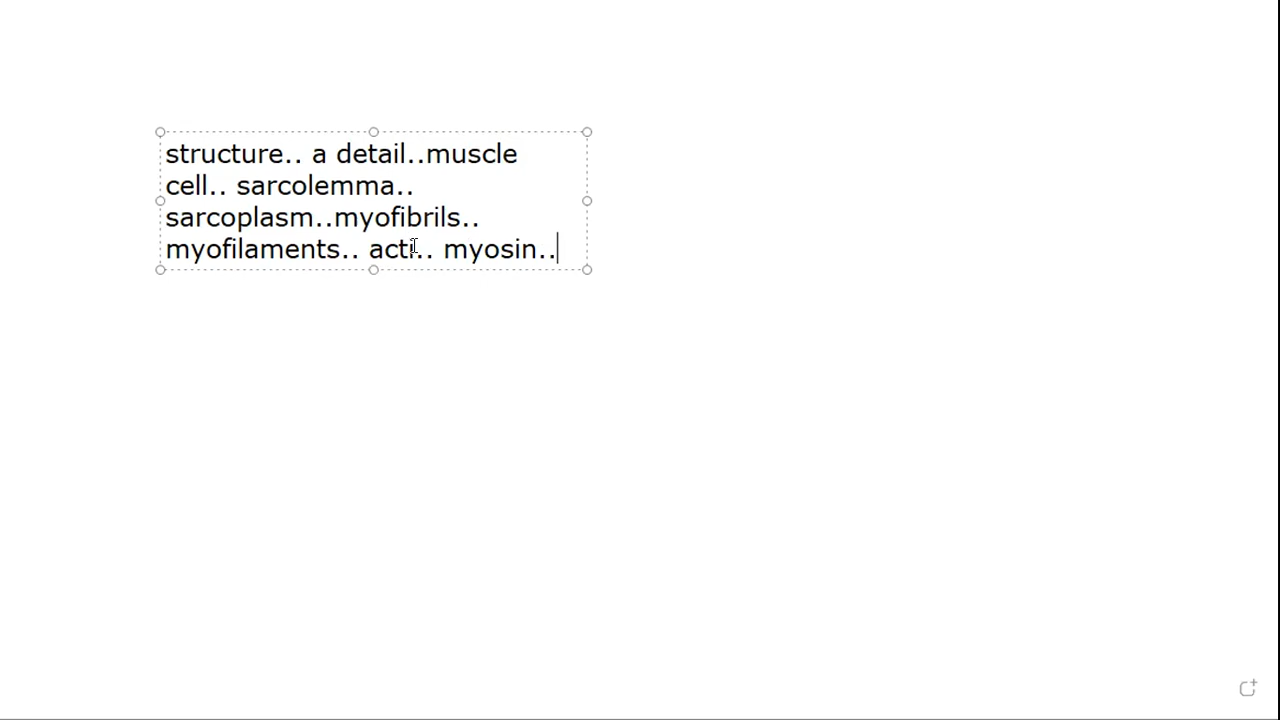 structure.. a detail..muscle
cell.. sarcolemma..
sarcoplasm..myofibrils..
myofilaments.. acti.. myosin..